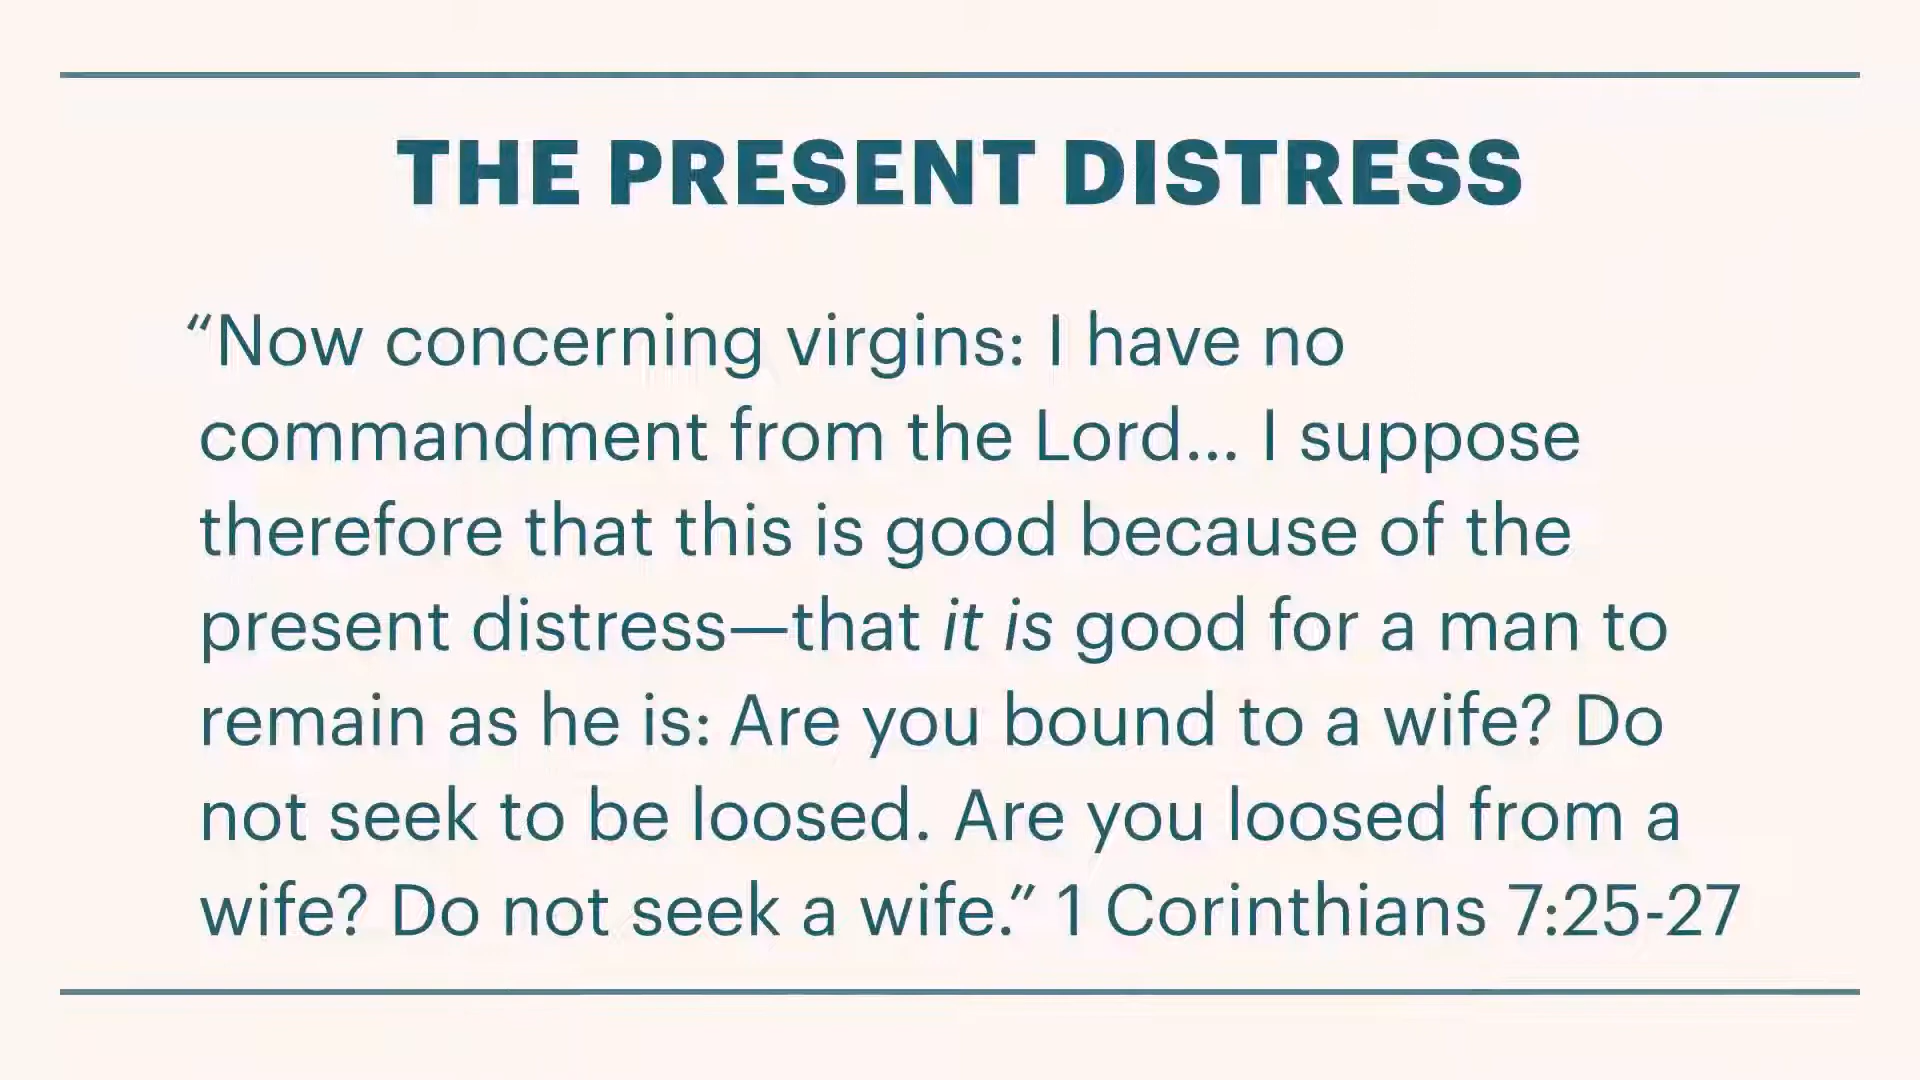 THE PRESENT DISTRESS
“Now concerning virgins: I have no
commandment from the Lord... I suppose
therefore that this is good because of the
present distress—that it is good for a man to
remain as he is: Are you bound to a wife? Do
not seek to be loosed. Are you loosed from a
wife? Do not seek a wife.” 1 Corinthians 7:25-27